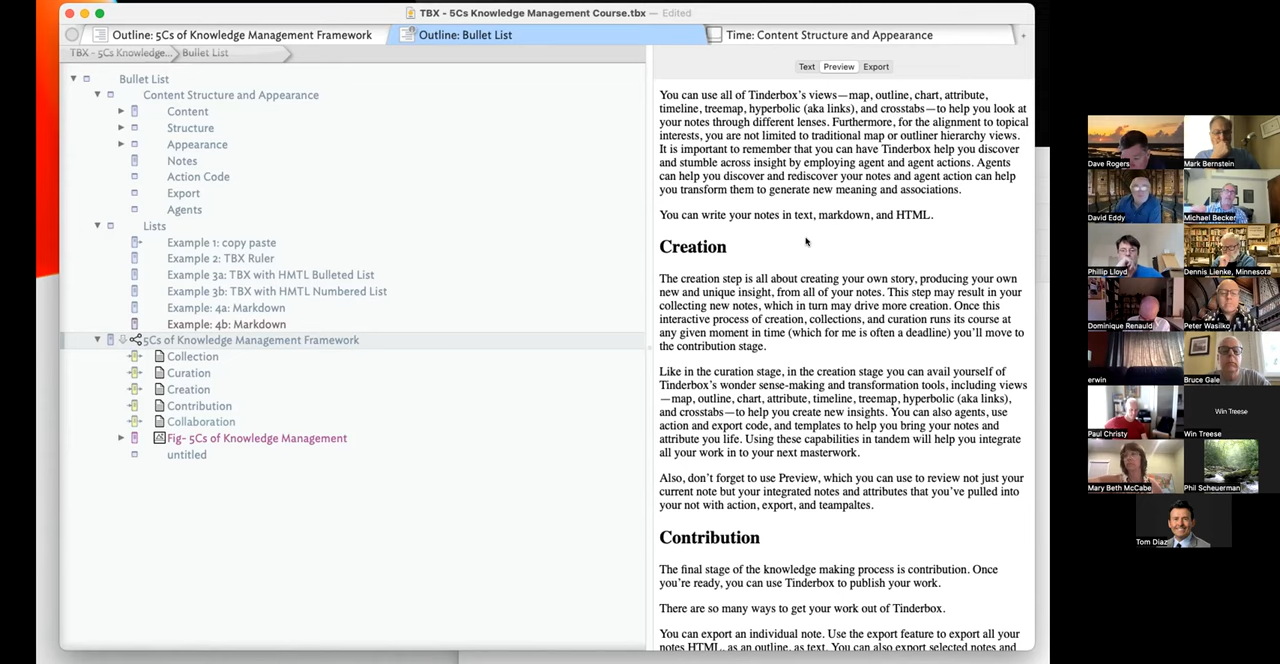 TBX - 5Cs Knowledge Management Course.tbx — Edited
Outline: 5Cs of Knowledge Management Framework
Outline: Bullet List
Time: Content Structure and Appearance
TBX - 5Cs Knowledge...
Bullet List
Bullet List
Content Structure and Appearance
Content
Structure
Appearance
Notes
Action Code
Export
Agents
Lists
Example 1: copy paste
Example 2: TBX Ruler
Example 3a: TBX with HMTL Bulleted List
Example 3b: TBX with HMTL Numbered List
Example: 4a: Markdown
Example: 4b: Markdown
5Cs of Knowledge Management Framework
Collection
Curation
Creation
Contribution
Collaboration
Fig- 5Cs of Knowledge Management
untitled
Text Preview Export
You can use all of Tinderbox’s views—map, outline, chart, attribute,
timeline, treemap, hyperbolic (aka links), and crosstabs—to help you look at
your notes through different lenses. Furthermore, for the alignment to topical
interests, you are not limited to traditional map or outliner hierarchy views.
It is important to remember that you can have Tinderbox help you discover
and stumble across insight by employing agent and agent actions. Agents
can help you discover and rediscover your notes and agent action can help
you transform them to generate new meaning and associations.
You can write your notes in text, markdown, and HTML.
Creation
The creation step is all about creating your own story, producing your own
new and unique insight, from all of your notes. This step may result in your
collecting new notes, which in turn may drive more creation. Once this
interactive process of creation, collections, and curation runs its course at
any given moment in time (which for me is often a deadline) you’ll move to
the contribution stage.
Like in the curation stage, in the creation stage you can avail yourself of
Tinderbox’s wonder sense-making and transformation tools, including views
—map, outline, chart, attribute, timeline, treemap, hyperbolic (aka links),
and crosstabs—to help you create new insights. You can also agents, use
action and export code, and templates to help you bring your notes and
attribute you life. Using these capabilities in tandem will help you integrate
all your work in to your next masterwork.
Also, don’t forget to use Preview, which you can use to review not just your
current note but your integrated notes and attributes that you’ve pulled into
your not with action, export, and teampaltes.
Contribution
The final stage of the knowledge making process is contribution. Once
you’re ready, you can use Tinderbox to publish your work.
There are so many ways to get your work out of Tinderbox.
You can export an individual note. Use the export feature to export all your
notes HTML, as an outline, as text. You can also export selected notes and
Dave Rogers
Mark Bernstein
David Eddy
Michael Becker
Phillip Lloyd
Dennis Lienke, Minnesota
Dominique Renauld
Peter Wasilko
erwin
Bruce Gale
Paul Christy
Win Treese
Win Treese
Mary Beth McCabe
Phil Scheuerman
Tom Diaz